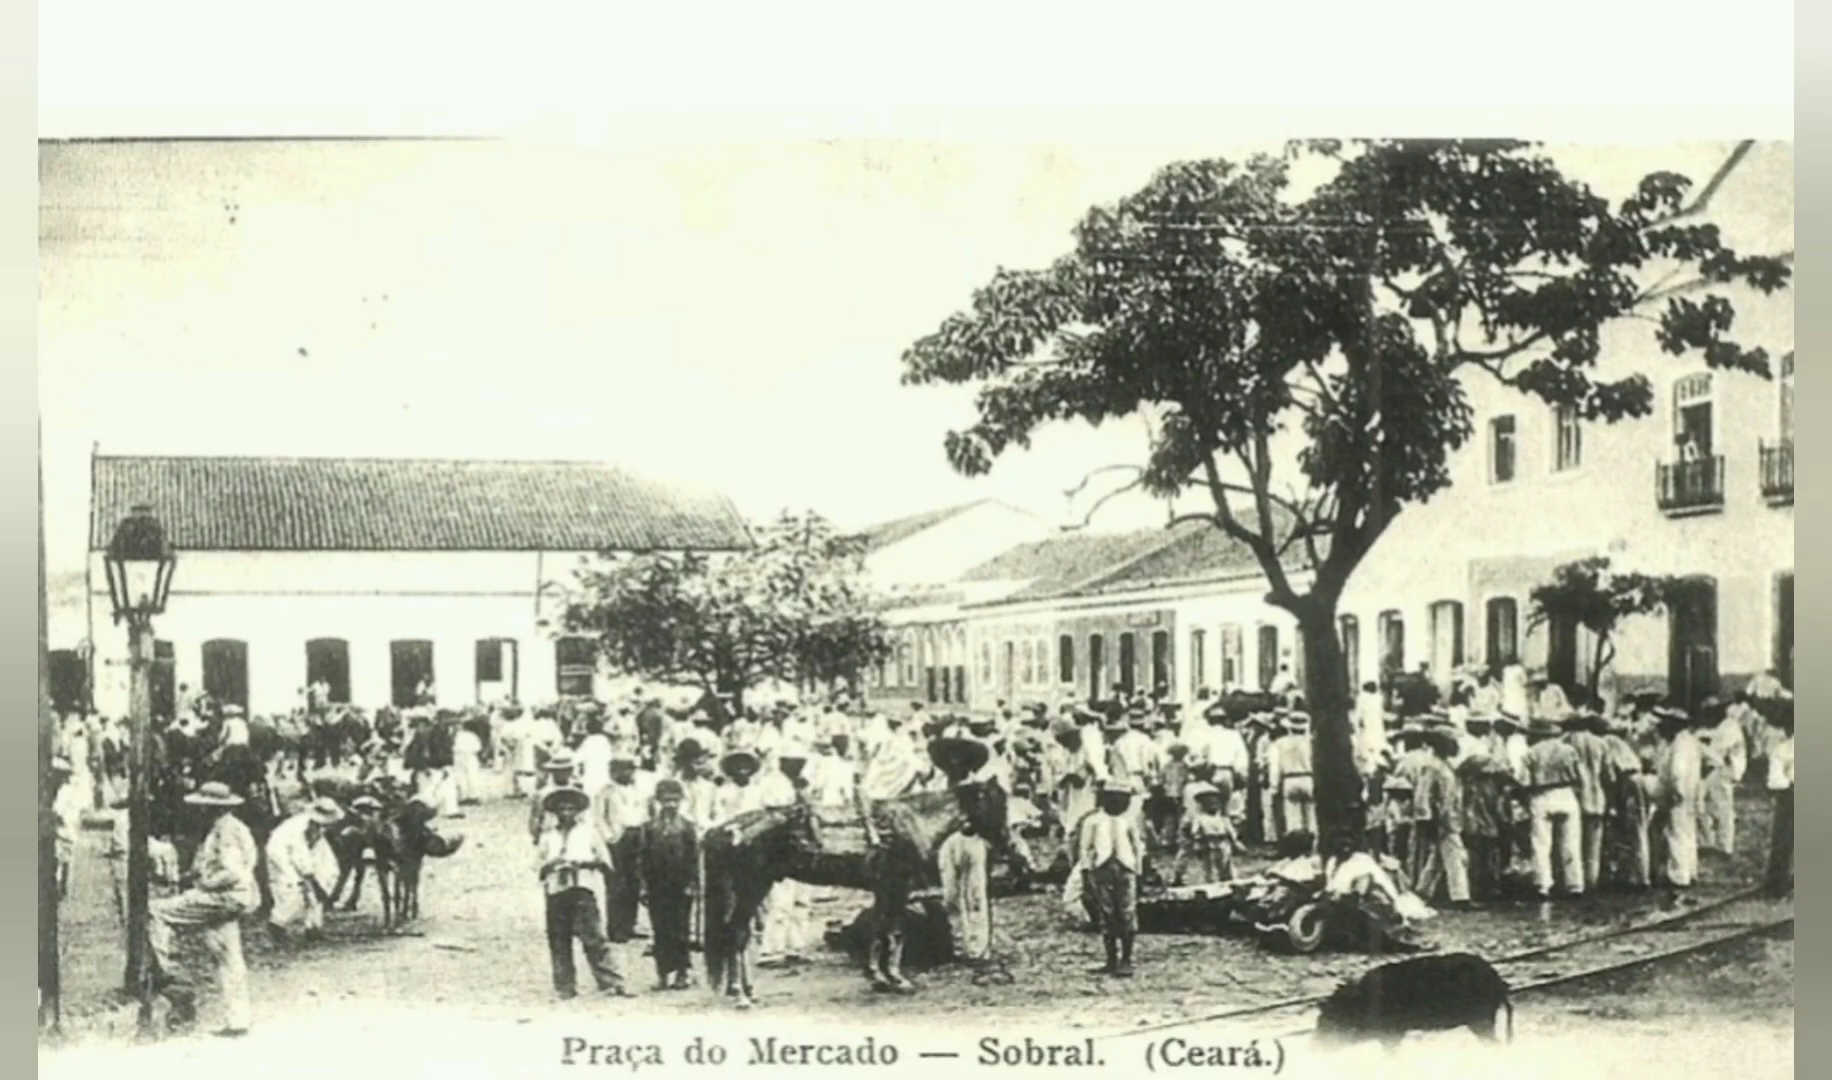 Praça do Mercado — Sobral. (Ceará.)